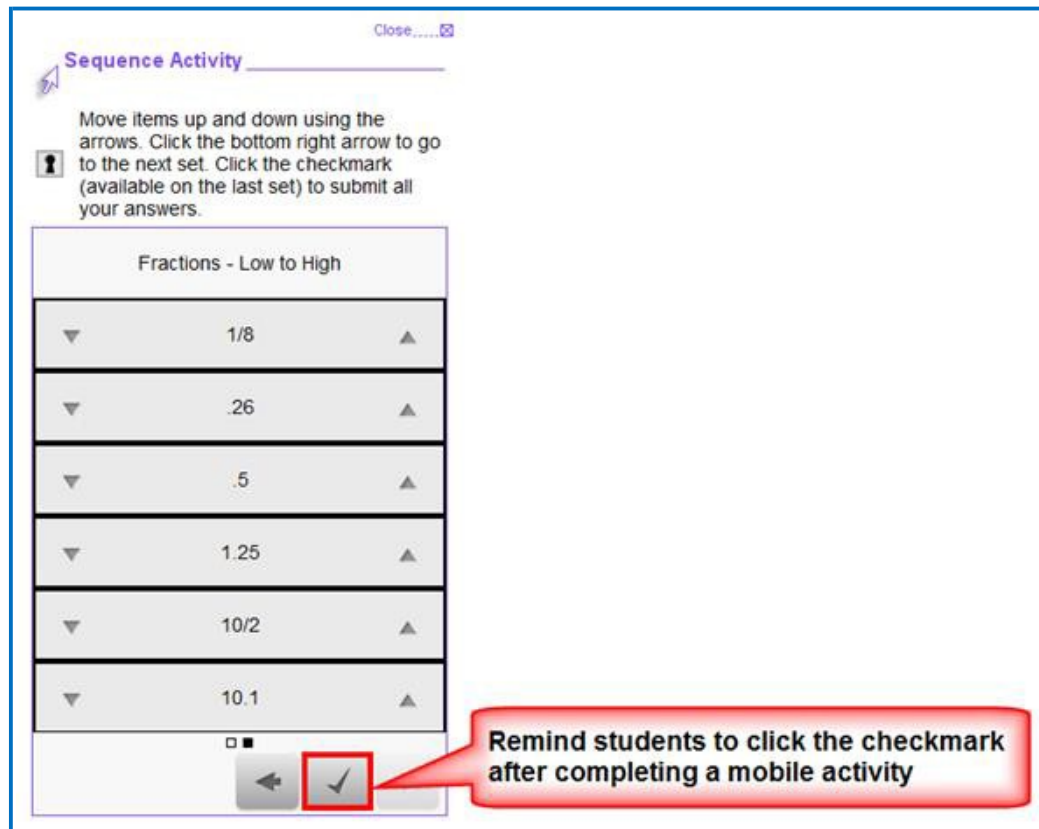 Close.....☒
Sequence Activity
Move items up and down using the
arrows. Click the bottom right arrow to go
to the next set. Click the checkmark
(available on the last set) to submit all
your answers.
Fractions - Low to High
1/8
.26
.5
1.25
10/2
10.1
Remind students to click the checkmark
after completing a mobile activity